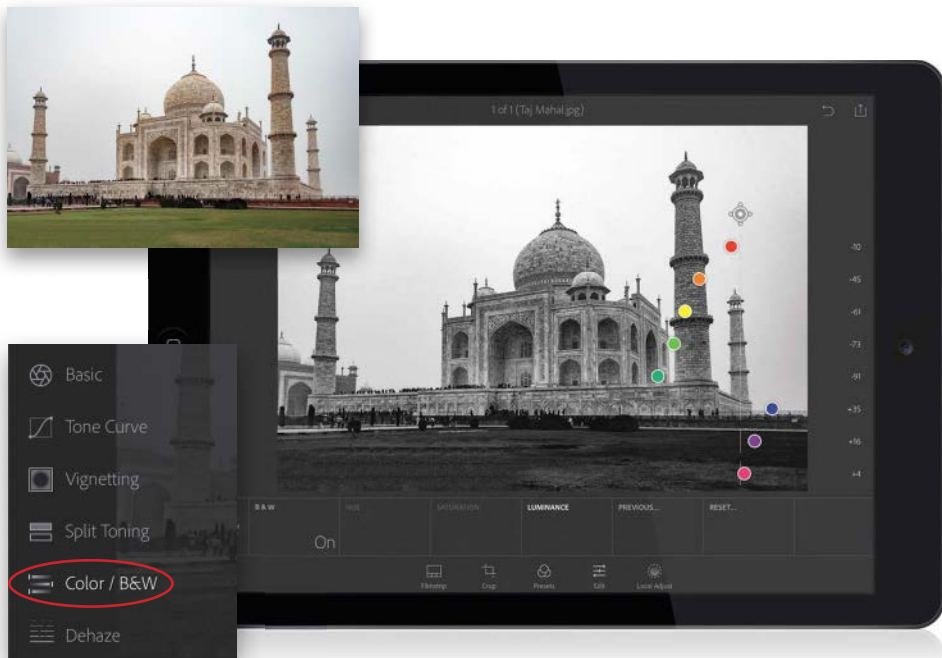 1 of 1 (Taj Mahal.jpg)
-10
-45
-61
-73
-91
+35
+16
+4
B & W
HUE
SATURATION
LUMINANCE
PREVIOUS...
RESET...
On
Filmstrip
Crop
Presets
Edit
Local Adjust
Basic
Tone Curve
Vignetting
Split Toning
Color / B&W
Dehaze